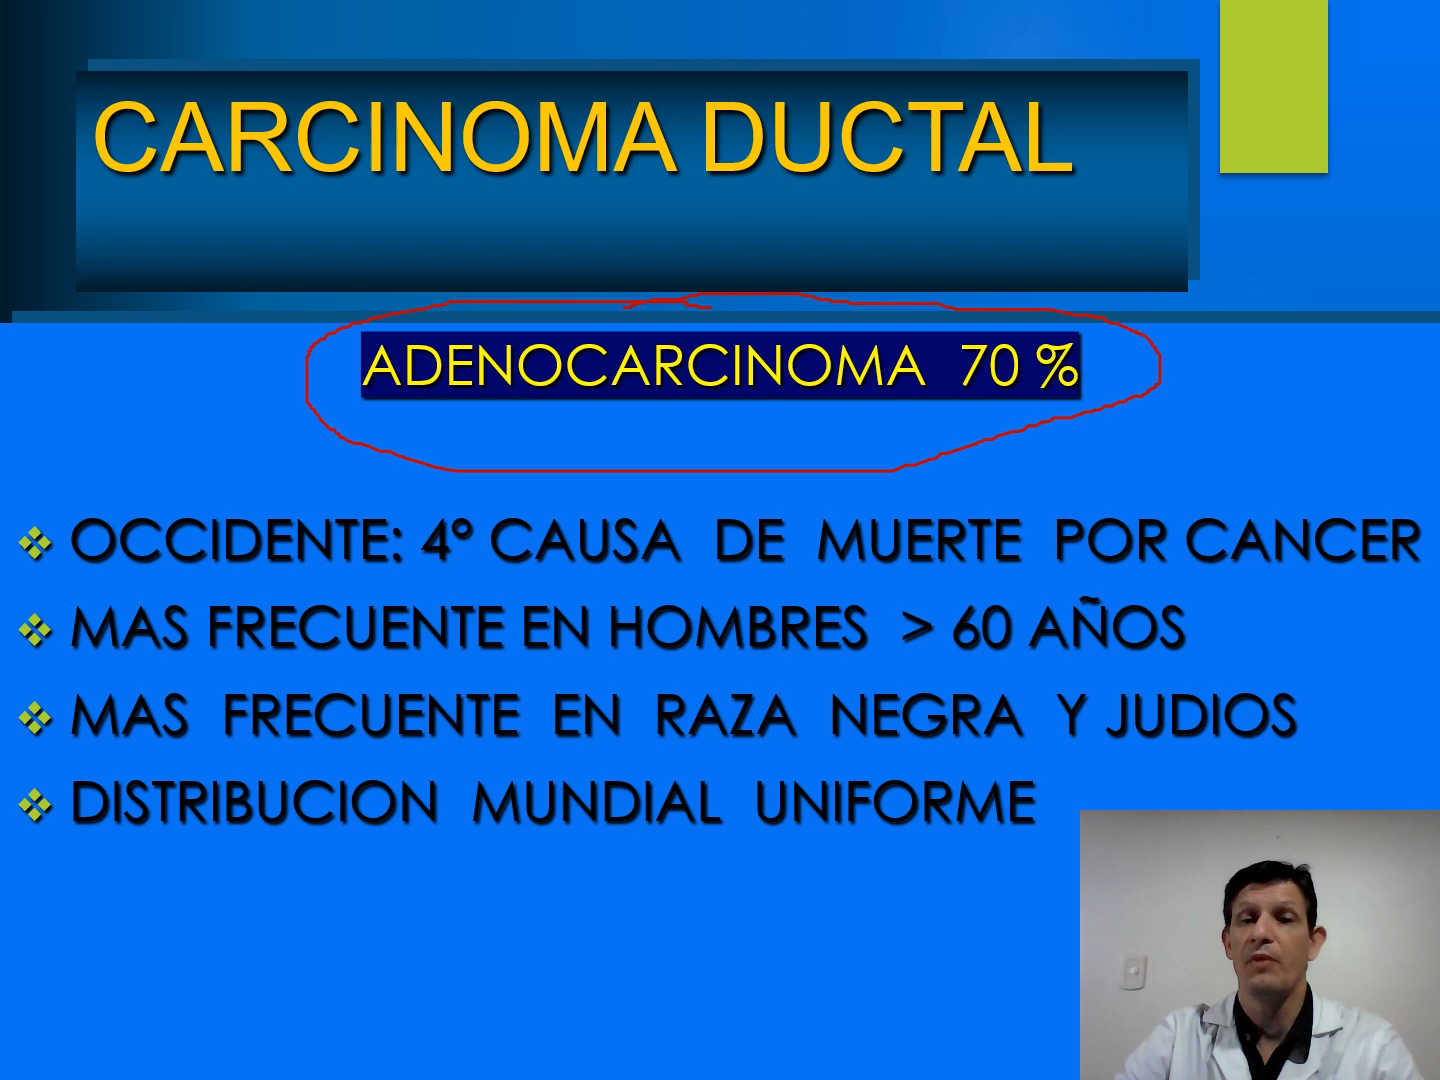 CARCINOMA DUCTAL
ADENOCARCINOMA 70 %
OCCIDENTE: 4° CAUSA DE MUERTE POR CANCER
MAS FRECUENTE EN HOMBRES > 60 AÑOS
MAS FRECUENTE EN RAZA NEGRA Y JUDIOS
DISTRIBUCION MUNDIAL UNIFORME